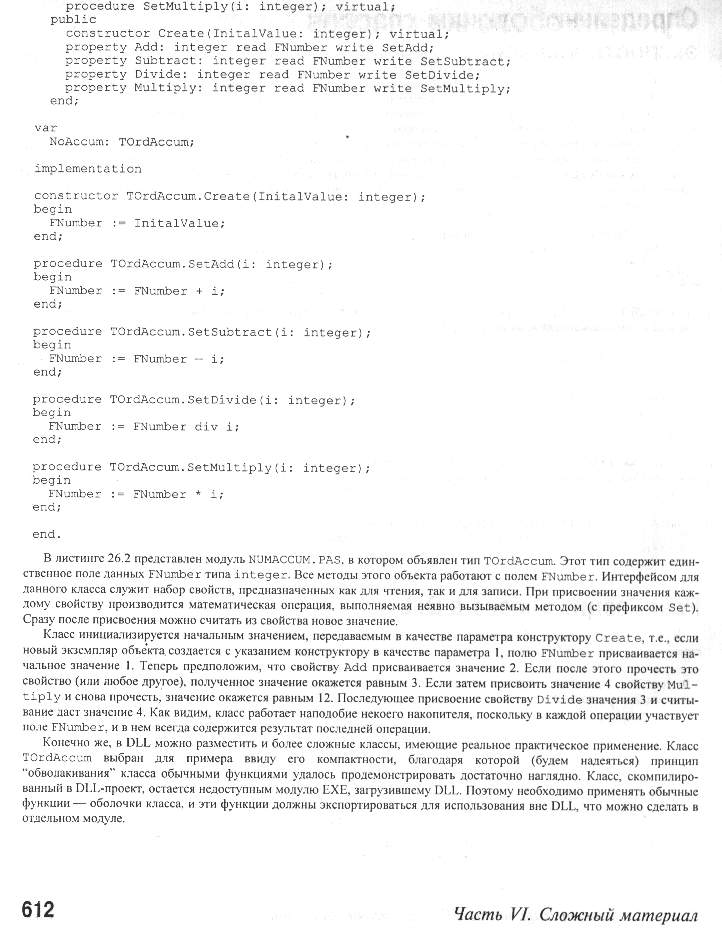 procedure SetMultiply(i: integer); virtual;
public
constructor Create(InitalValue: integer); virtual;
property Add: integer read FNumber write SetAdd;
property Subtract: integer read FNumber write SetSubtract;
property Divide: integer read FNumber write SetDivide;
property Multiply: integer read FNumber write SetMultiply;
end;
var
NoAccum: TOrdAccum;
implementation
constructor TOrdAccum.Create(InitalValue: integer);
begin
FNumber := InitalValue;
end;
procedure TOrdAccum.SetAdd(i: integer);
begin
FNumber := FNumber + i;
end;
procedure TOrdAccum.SetSubtract(i: integer);
begin
FNumber := FNumber – i;
end;
procedure TOrdAccum.SetDivide(i: integer);
begin
FNumber := FNumber div i;
end;
procedure TOrdAccum.SetMultiply(i: integer);
begin
FNumber := FNumber * i;
end;
end.
В листинге 26.2 представлен модуль NUMACCUM.PAS, в котором объявлен тип TOrdAccum. Этот тип содержит един-
ственное поле данных FNumber типа integer. Все методы этого объекта работают с полем FNumber. Интерфейсом для
данного класса служит набор свойств, предназначенных как для чтения, так и для записи. При присвоении значения каж-
дому свойству производится математическая операция, выполняемая неявно вызываемым методом (с префиксом Set).
Сразу после присвоения можно считать из свойства новое значение.
Класс инициализируется начальным значением, передаваемым в качестве параметра конструктору Create, т.е., если
новый экземпляр объекта создается с указанием конструктору в качестве параметра 1, полю FNumber присваивается на-
чальное значение 1. Теперь предположим, что свойству Add присваивается значение 2. Если после этого прочесть это
свойство (или любое другое), полученное значение окажется равным 3. Если затем присвоить значение 4 свойству Mul-
tiply и снова прочесть, значение окажется равным 12. Последующее присвоение свойству Divide значения 3 и считы-
вание даст значение 4. Как видим, класс работает наподобие некоего накопителя, поскольку в каждой операции участвует
поле FNumber, и в нем всегда содержится результат последней операции.
Конечно же, в DLL можно разместить и более сложные классы, имеющие реальное практическое применение. Класс
TOrdAccum выбран для примера ввиду его компактности, благодаря которой (будем надеяться) принцип
"обволакивания" класса обычными функциями удалось продемонстрировать достаточно наглядно. Класс, скомпилиро-
ванный в DLL-проект, остается недоступным модулю EXE, загрузившему DLL. Поэтому необходимо применять обычные
функции — оболочки класса, и эти функции должны экспортироваться для использования вне DLL, что можно сделать в
отдельном модуле.
612
Часть VI. Сложный материал